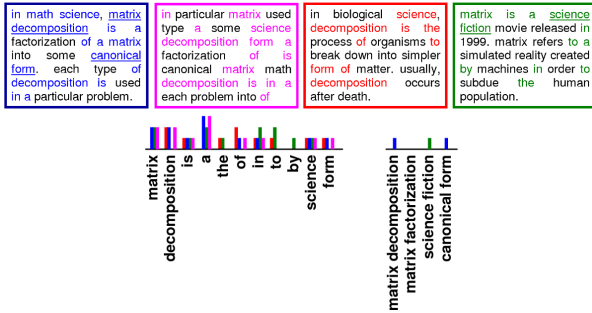 in math science, matrix
decomposition is a
factorization of a matrix
into some canonical
form. each type of
decomposition is used
in a particular problem.
in particular matrix used
type a some science
decomposition form a
factorization of is
canonical matrix math
decomposition is in a
each problem into of
in biological science,
decomposition is the
process of organisms to
break down into simpler
form of matter. usually,
decomposition occurs
after death.
matrix is a science
fiction movie released in
1999. matrix refers to a
simulated reality created
by machines in order to
subdue the human
population.
matrix
decomposition
is
a
the
of
in
to
by
science
form
matrix decomposition
matrix factorization
science fiction
canonical form